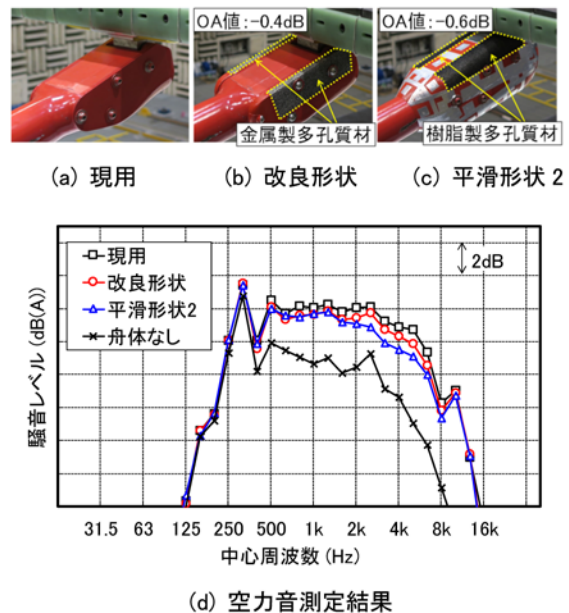 OA値:-0.4dB
OA値:-0.6dB
金属製多孔質材
樹脂製多孔質材
(a) 現用
(b) 改良形状
(c) 平滑形状 2
現用
改良形状
平滑形状2
舟体なし
2dB
騒音レベル (dB(A))
31.5 63 125 250 500 1k 2k 4k 8k 16k
中心周波数 (Hz)
(d) 空力音測定結果